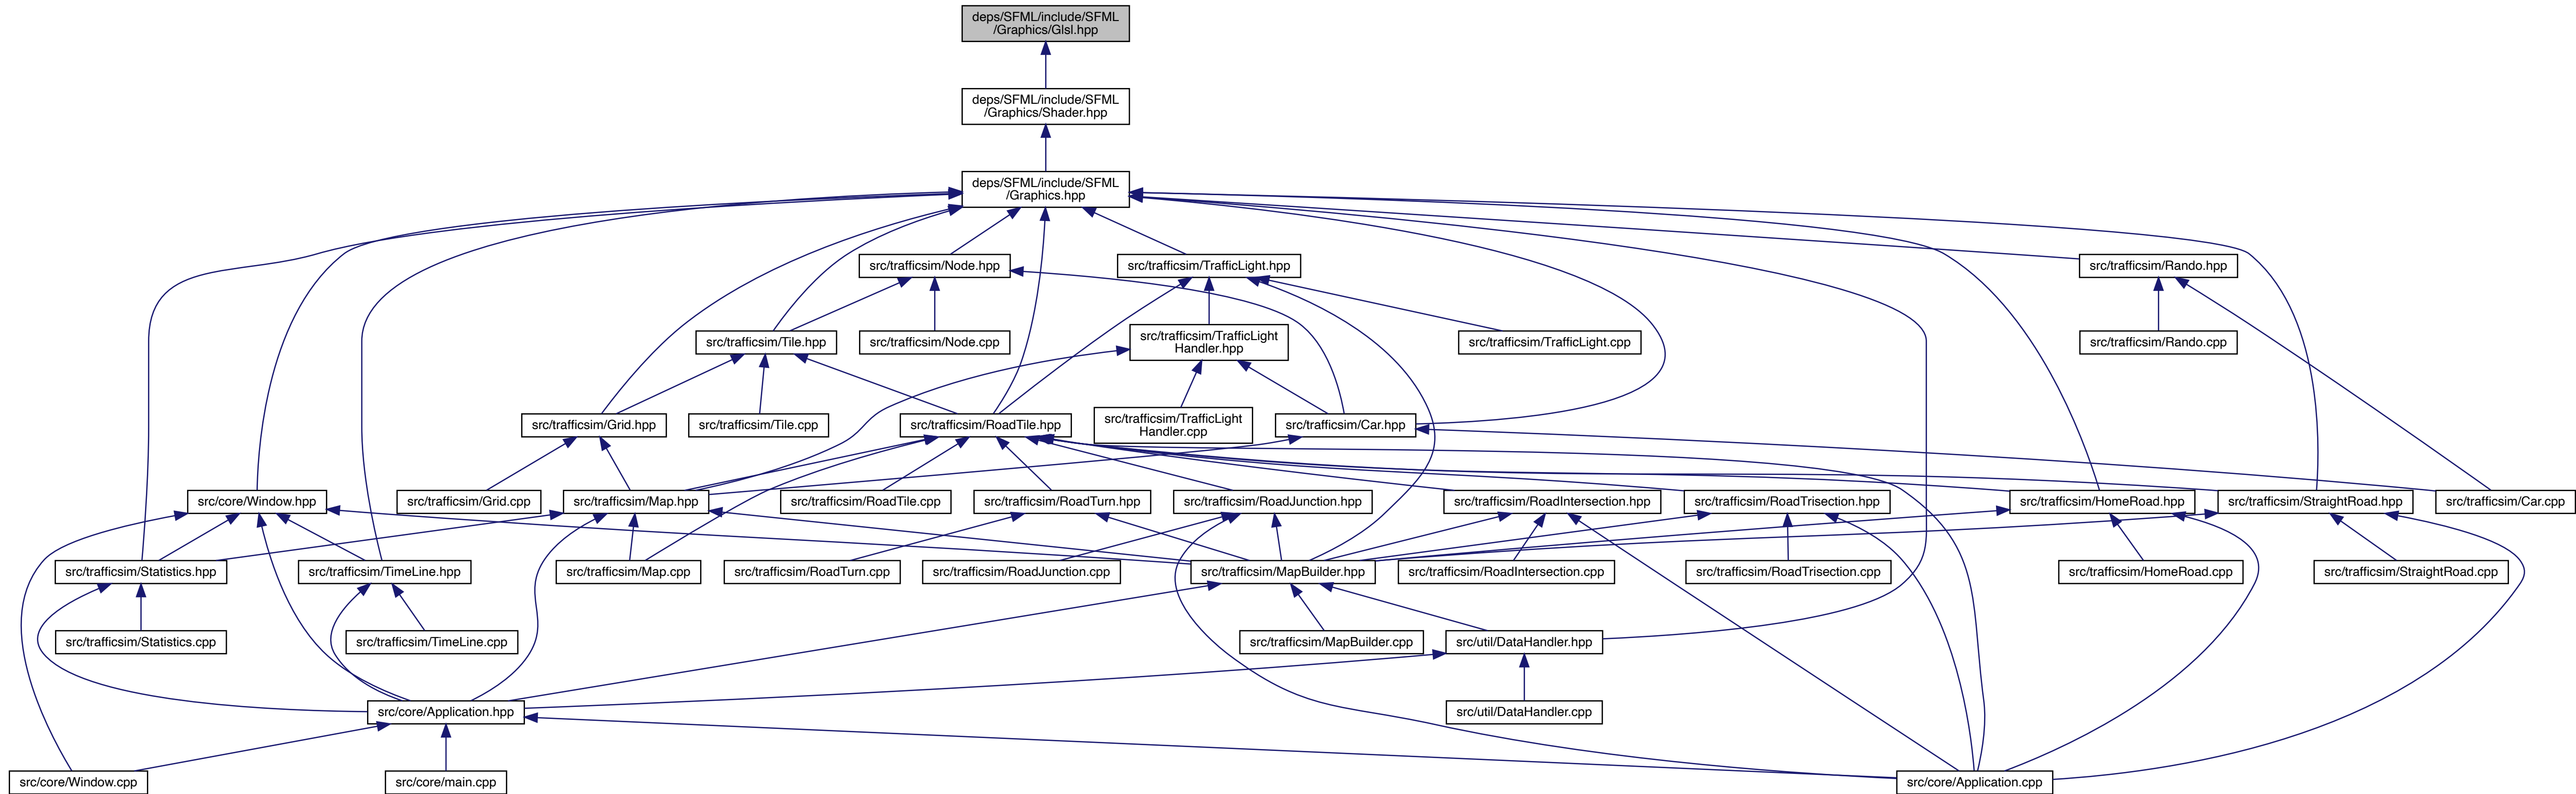 deps/SFML/include/SFML
/Graphics/Glsl.hpp
deps/SFML/include/SFML
/Graphics/Shader.hpp
deps/SFML/include/SFML
/Graphics.hpp
src/trafficsim/Node.hpp
src/trafficsim/TrafficLight.hpp
src/trafficsim/Rando.hpp
src/trafficsim/Tile.hpp
src/trafficsim/Node.cpp
src/trafficsim/TrafficLight
Handler.hpp
src/trafficsim/TrafficLight.cpp
src/trafficsim/Rando.cpp
src/trafficsim/Grid.hpp
src/trafficsim/Tile.cpp
src/trafficsim/RoadTile.hpp
src/trafficsim/TrafficLight
Handler.cpp
src/trafficsim/Car.hpp
src/core/Window.hpp
src/trafficsim/Grid.cpp
src/trafficsim/Map.hpp
src/trafficsim/RoadTile.cpp
src/trafficsim/RoadTurn.hpp
src/trafficsim/RoadJunction.hpp
src/trafficsim/RoadIntersection.hpp
src/trafficsim/RoadTrisection.hpp
src/trafficsim/HomeRoad.hpp
src/trafficsim/StraightRoad.hpp
src/trafficsim/Car.cpp
src/trafficsim/Statistics.hpp
src/trafficsim/TimeLine.hpp
src/trafficsim/Map.cpp
src/trafficsim/RoadTurn.cpp
src/trafficsim/RoadJunction.cpp
src/trafficsim/MapBuilder.hpp
src/trafficsim/RoadIntersection.cpp
src/trafficsim/RoadTrisection.cpp
src/trafficsim/HomeRoad.cpp
src/trafficsim/StraightRoad.cpp
src/trafficsim/Statistics.cpp
src/trafficsim/TimeLine.cpp
src/trafficsim/MapBuilder.cpp
src/util/DataHandler.hpp
src/core/Application.hpp
src/util/DataHandler.cpp
src/core/Window.cpp
src/core/main.cpp
src/core/Application.cpp